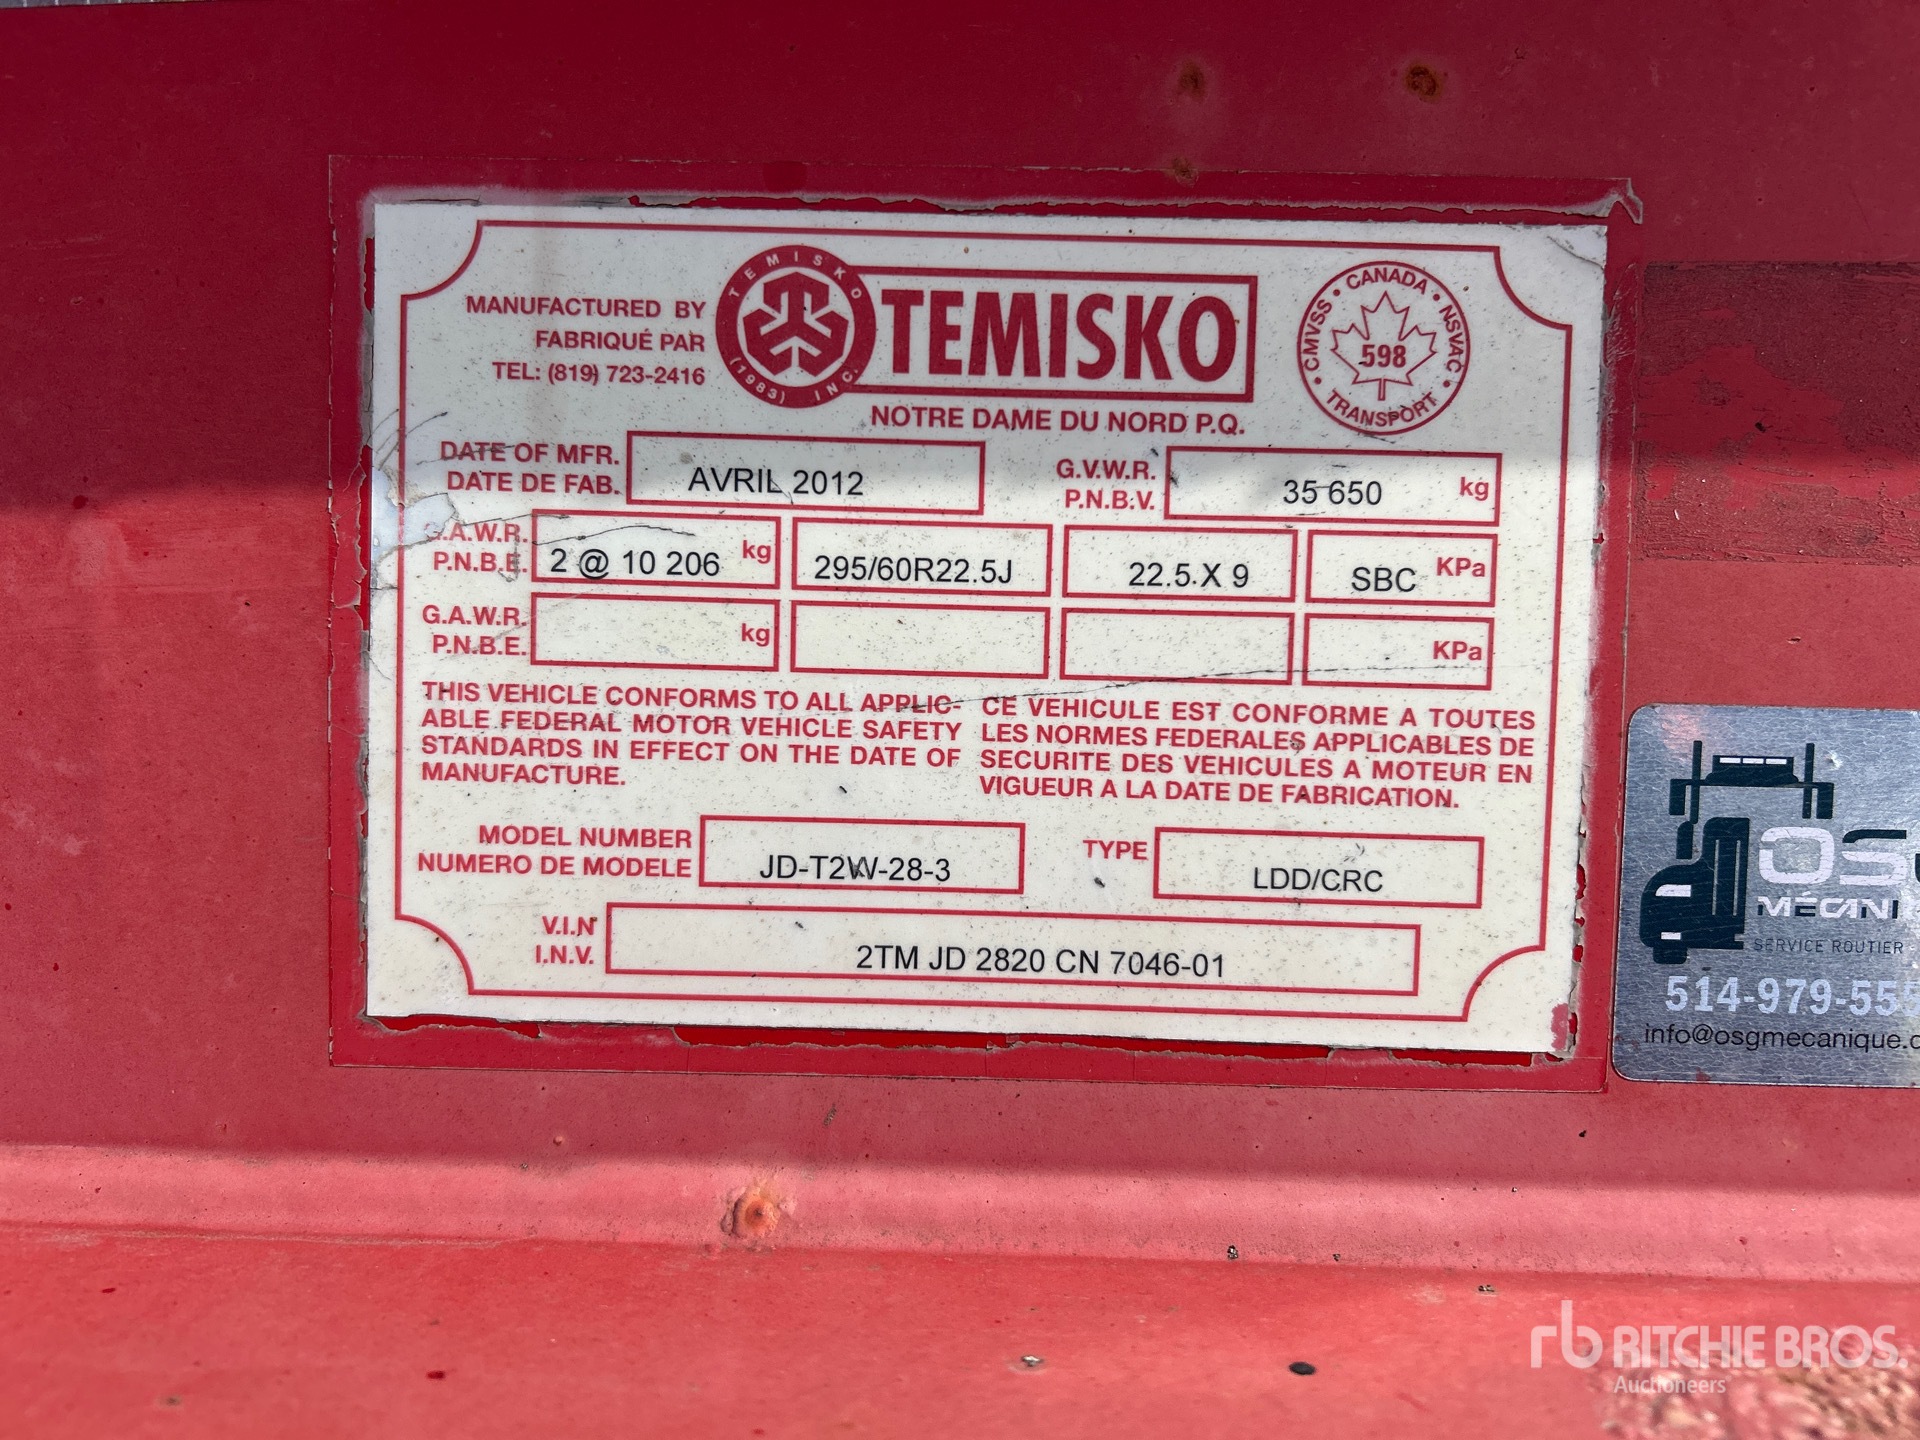 MANUFACTURED BY
FABRIQUÉ PAR
TEL: (819) 723-2416
TEMISKO (1983) INC.
TEMISKO
NOTRE DAME DU NORD P.Q.
CMVSS • CANADA • NSVAC • TRANSPORT
598
DATE OF MFR.
DATE DE FAB.
AVRIL 2012
G.V.W.R.
P.N.B.V.
35 650 kg
G.A.W.R.
P.N.B.E.
2 @ 10 206 kg
295/60R22.5J
22.5 X 9
SBC KPa
G.A.W.R.
P.N.B.E.
kg
KPa
THIS VEHICLE CONFORMS TO ALL APPLIC-
ABLE FEDERAL MOTOR VEHICLE SAFETY
STANDARDS IN EFFECT ON THE DATE OF
MANUFACTURE.
CE VEHICULE EST CONFORME A TOUTES
LES NORMES FEDERALES APPLICABLES DE
SECURITE DES VEHICULES A MOTEUR EN
VIGUEUR A LA DATE DE FABRICATION.
MODEL NUMBER
NUMERO DE MODELE
JD-T2W-28-3
TYPE
LDD/CRC
V.I.N
I.N.V.
2TM JD 2820 CN 7046-01
MÉCANI
SERVICE ROUTIER
514-979-555
info@osgmecanique.c
rb RITCHIE BROS.
Auctioneers